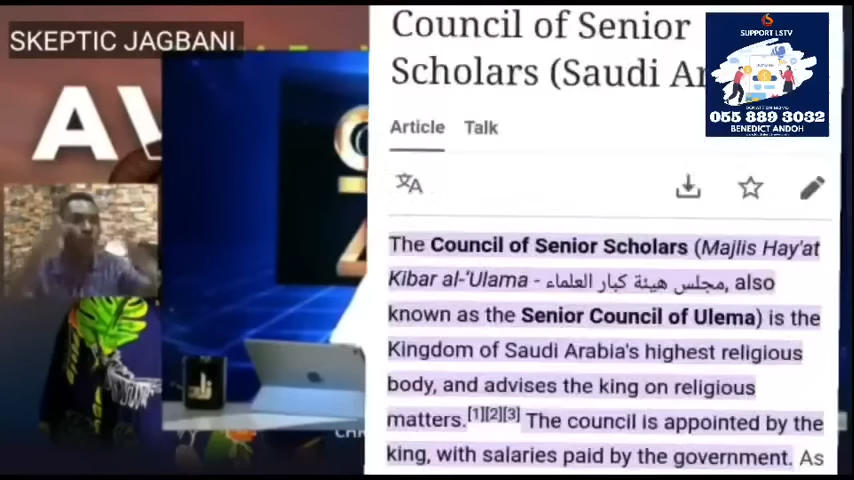 SKEPTIC JAGBANI
AV
Council of Senior
Scholars (Saudi Ar
SUPPORT LSTV
055 889 3032
BENEDICT ANDOH
Article Talk
The Council of Senior Scholars (Majlis Hay'at
Kibar al-'Ulama - مجلس هيئة كبار العلماء, also
known as the Senior Council of Ulema) is the
Kingdom of Saudi Arabia's highest religious
body, and advises the king on religious
matters.[1][2][3] The council is appointed by the
king, with salaries paid by the government. As